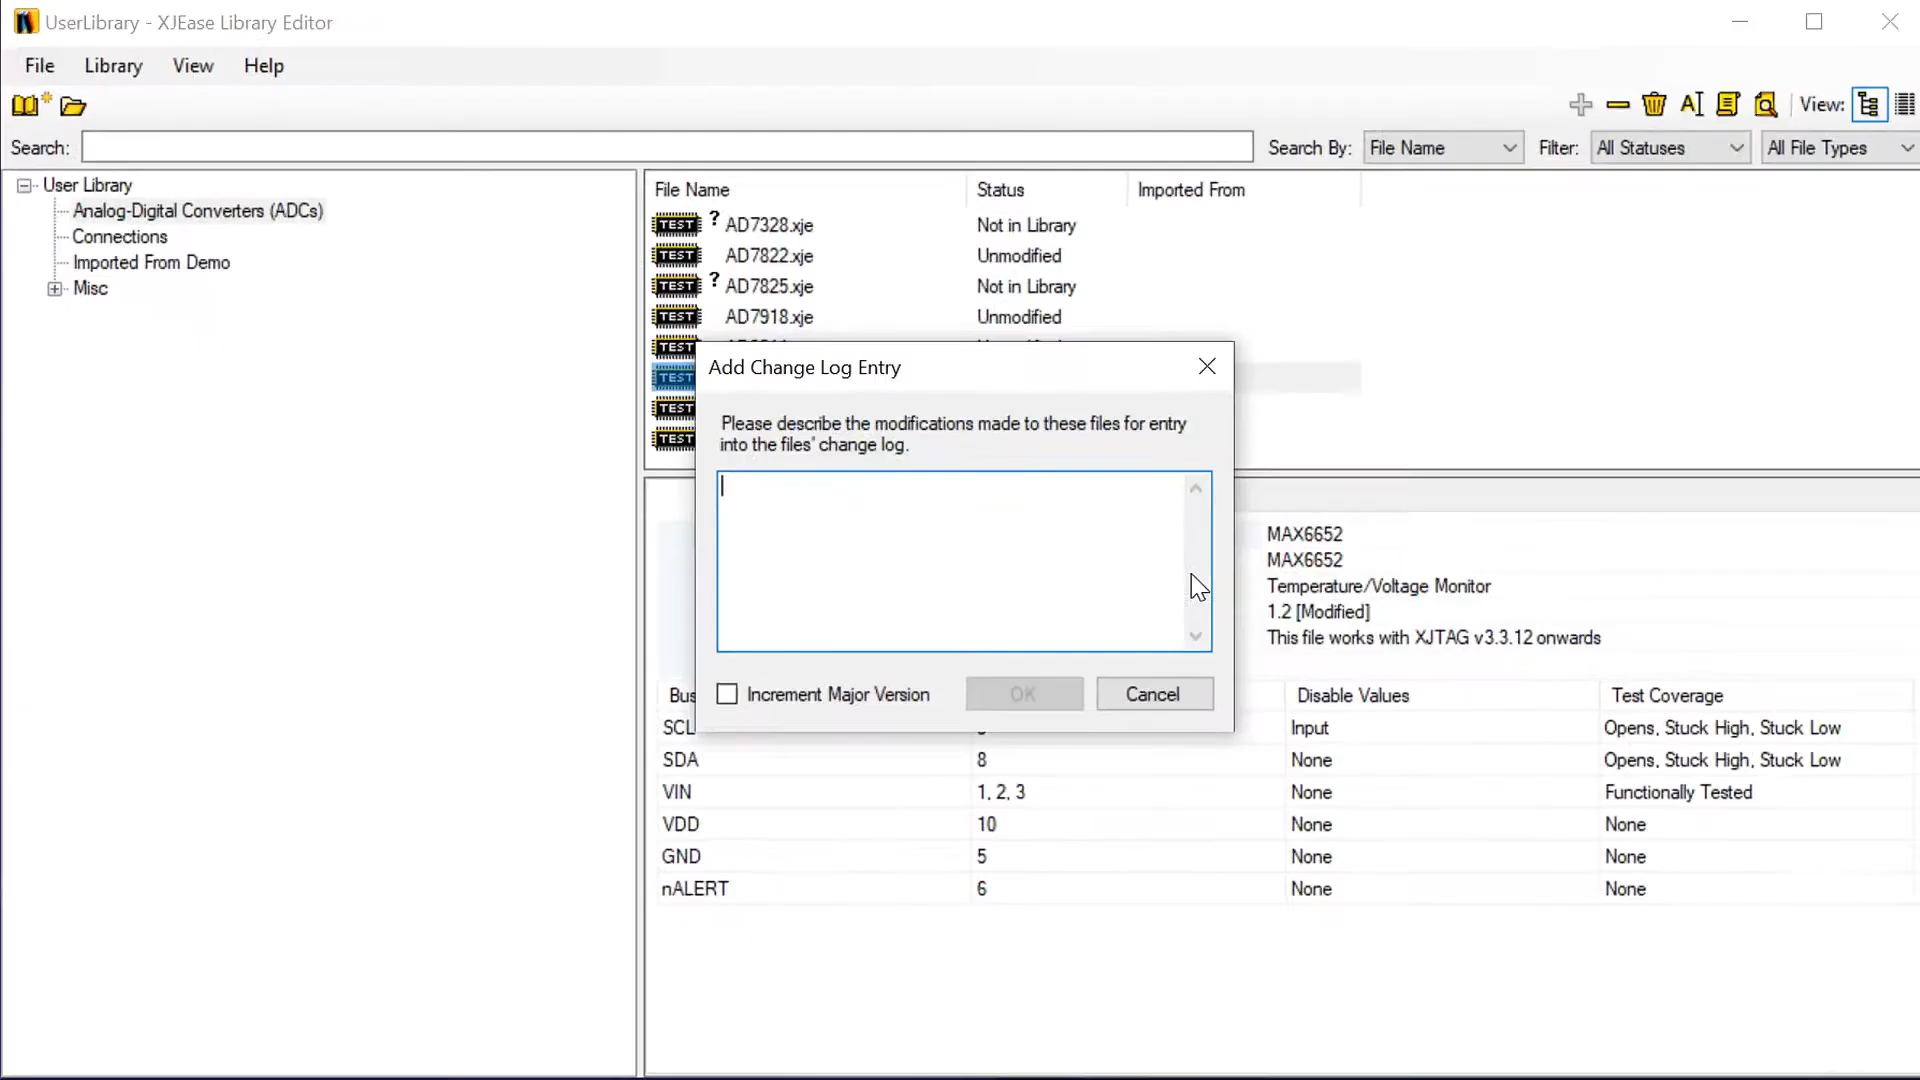 UserLibrary - XJEase Library Editor
File Library View Help
View:
Search: Search By: File Name Filter: All Statuses All File Types
User Library
Analog-Digital Converters (ADCs)
Connections
Imported From Demo
Misc
File Name Status Imported From
TEST ? AD7328.xje Not in Library
TEST AD7822.xje Unmodified
TEST ? AD7825.xje Not in Library
TEST AD7918.xje Unmodified
TEST
TEST
TEST
TEST
Add Change Log Entry
Please describe the modifications made to these files for entry
into the files' change log.
Increment Major Version OK Cancel
MAX6652
MAX6652
Temperature/Voltage Monitor
1.2 [Modified]
This file works with XJTAG v3.3.12 onwards
Bus Disable Values Test Coverage
SCL Input Opens, Stuck High, Stuck Low
SDA 8 None Opens, Stuck High, Stuck Low
VIN 1, 2, 3 None Functionally Tested
VDD 10 None None
GND 5 None None
nALERT 6 None None